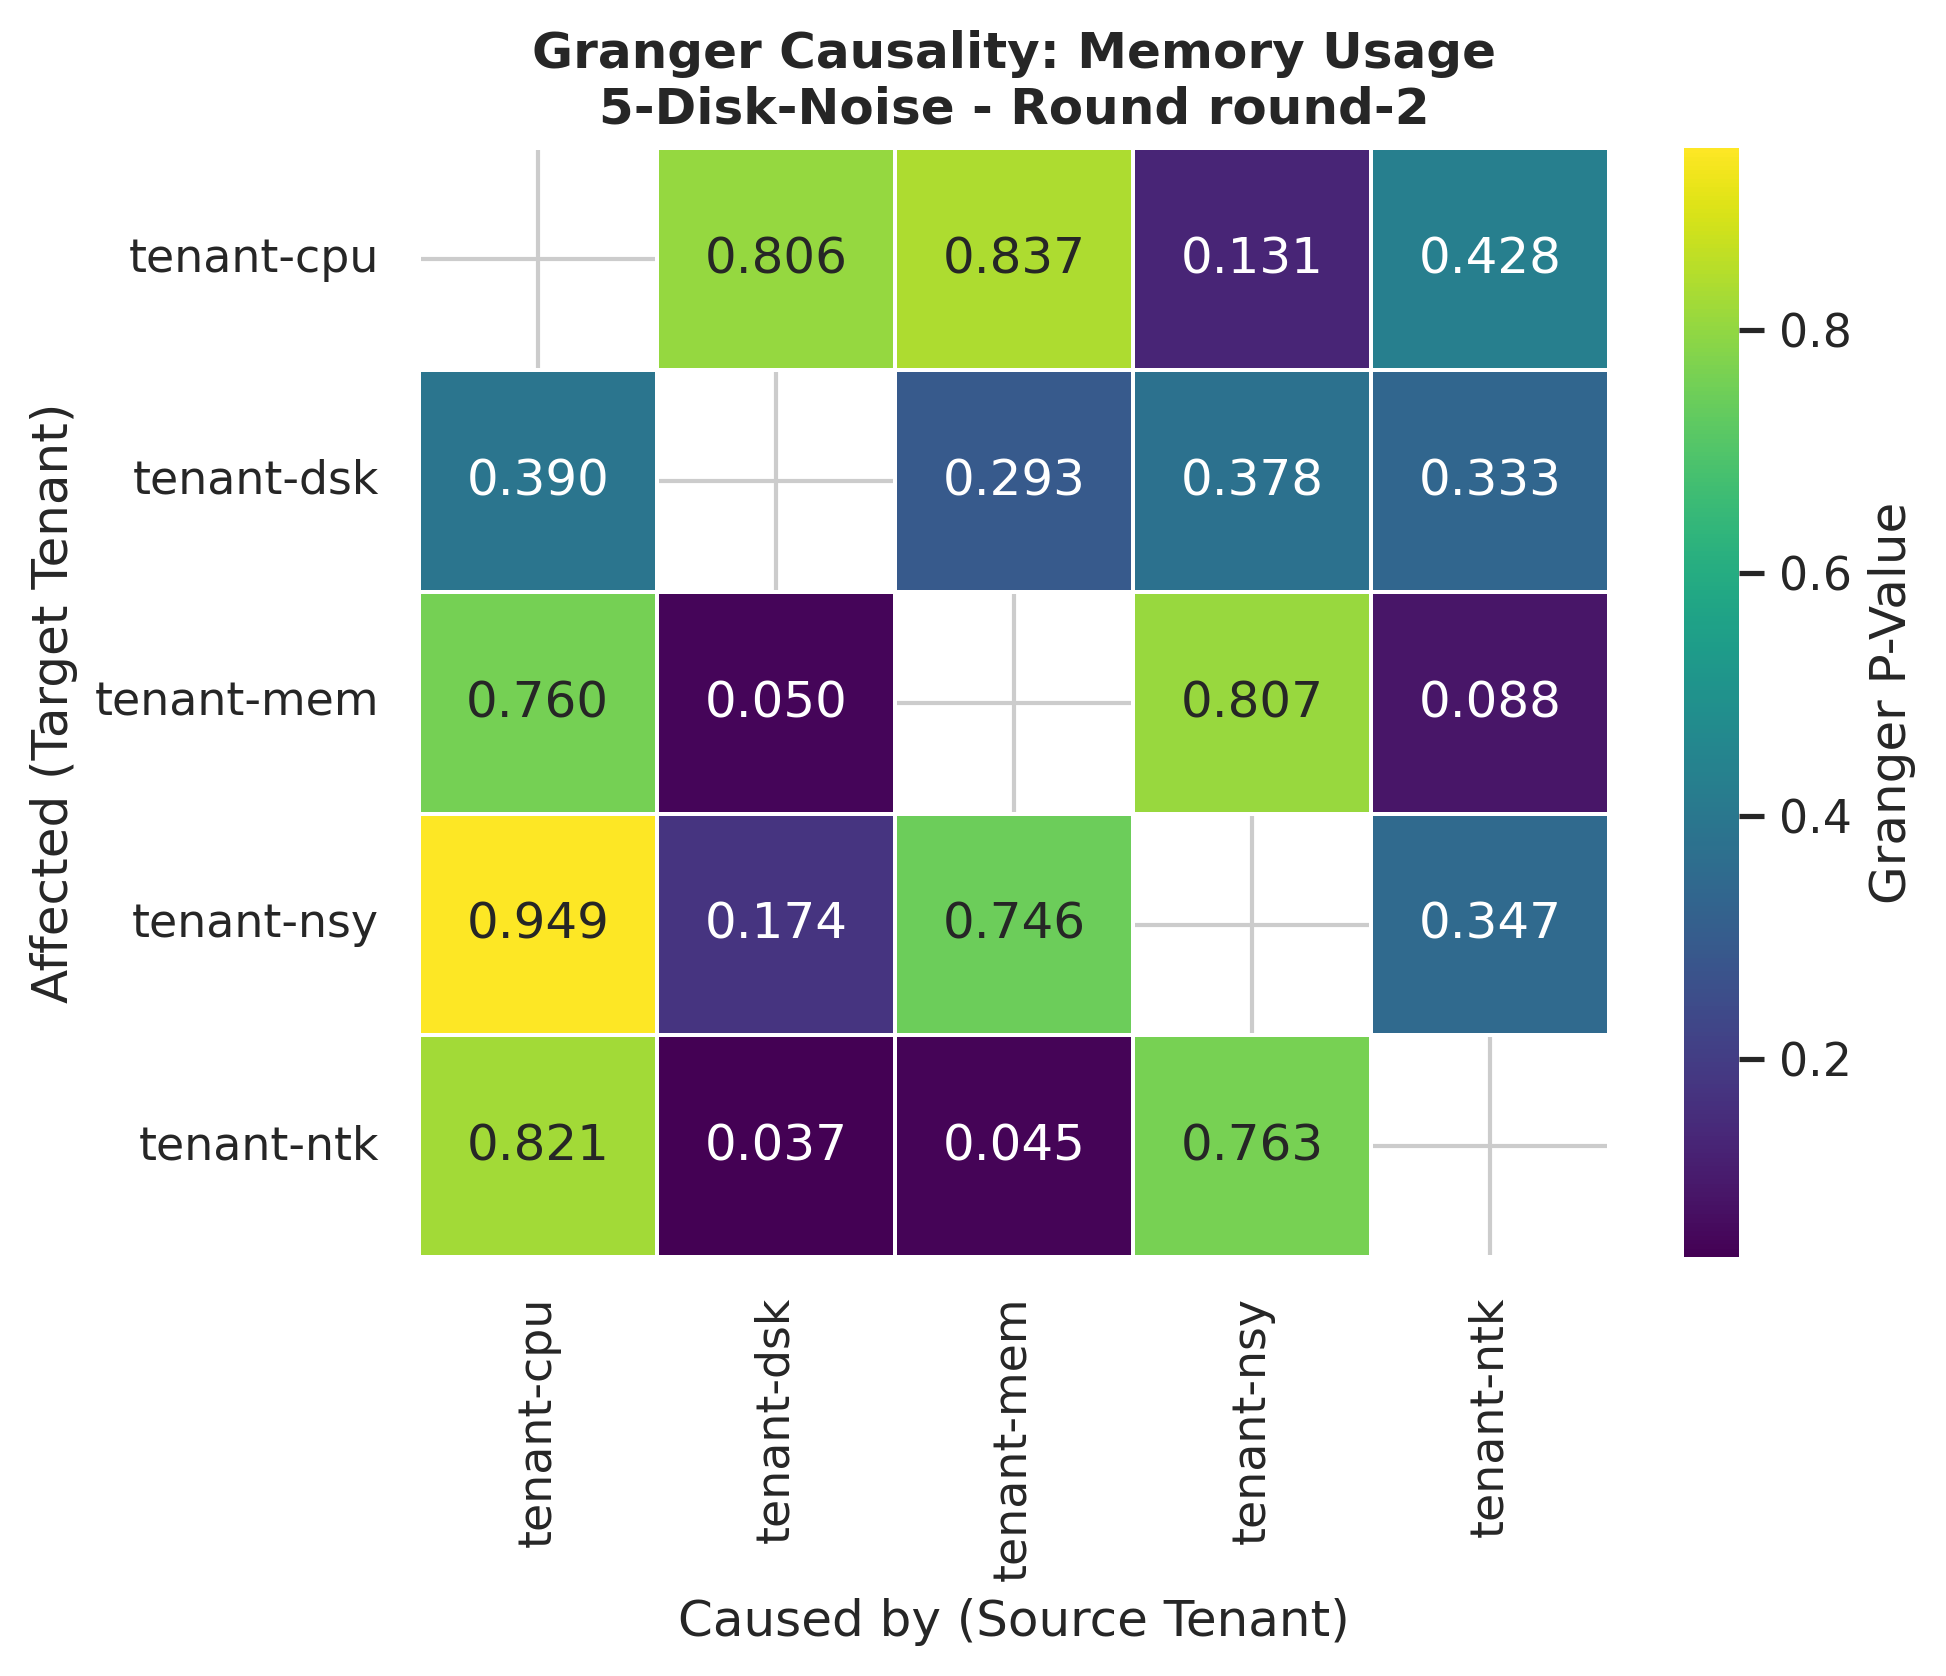 Granger Causality: Memory Usage
5-Disk-Noise - Round round-2
Affected (Target Tenant)
tenant-cpu 0.806 0.837 0.131 0.428
tenant-dsk 0.390 0.293 0.378 0.333
tenant-mem 0.760 0.050 0.807 0.088
tenant-nsy 0.949 0.174 0.746 0.347
tenant-ntk 0.821 0.037 0.045 0.763
tenant-cpu
tenant-dsk
tenant-mem
tenant-nsy
tenant-ntk
Caused by (Source Tenant)
0.8
0.6
0.4
0.2
Granger P-Value